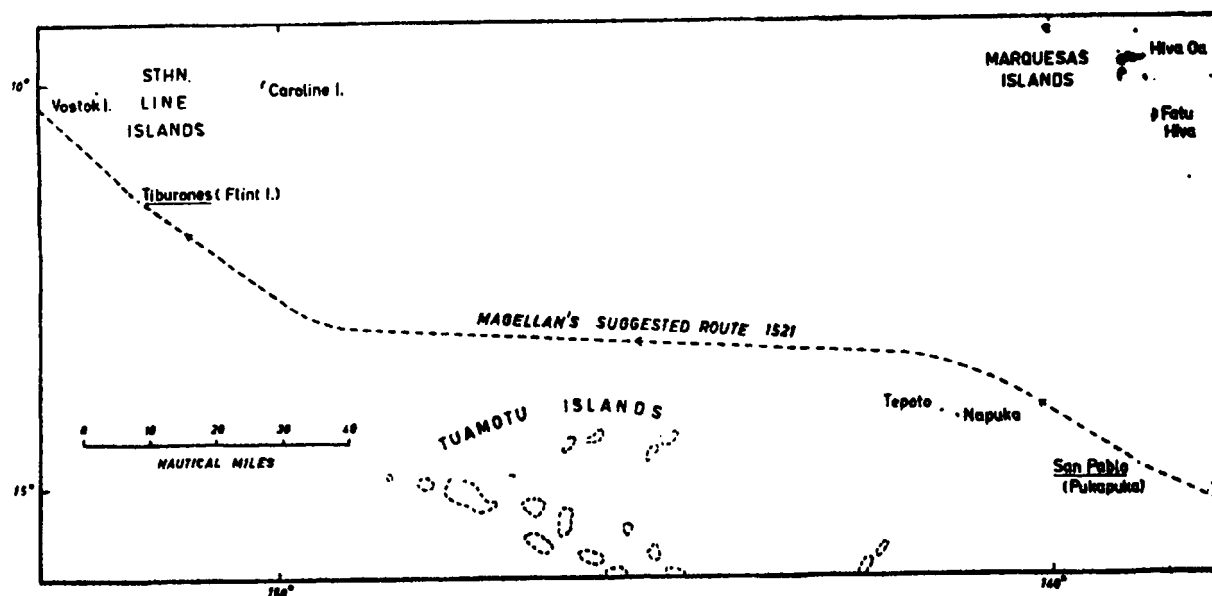 MARQUESAS
ISLANDS
Hiva Oa
Fatu
Hiva
10°
STHN.
LINE
ISLANDS
Vostok I.
Caroline I.
Tiburones (Flint I.)
MAGELLAN'S SUGGESTED ROUTE 1521
TUAMOTU ISLANDS
Tepoto
Napuka
0 10 20 30 40
NAUTICAL MILES
San Pablo
(Pukapuka)
15°
140°